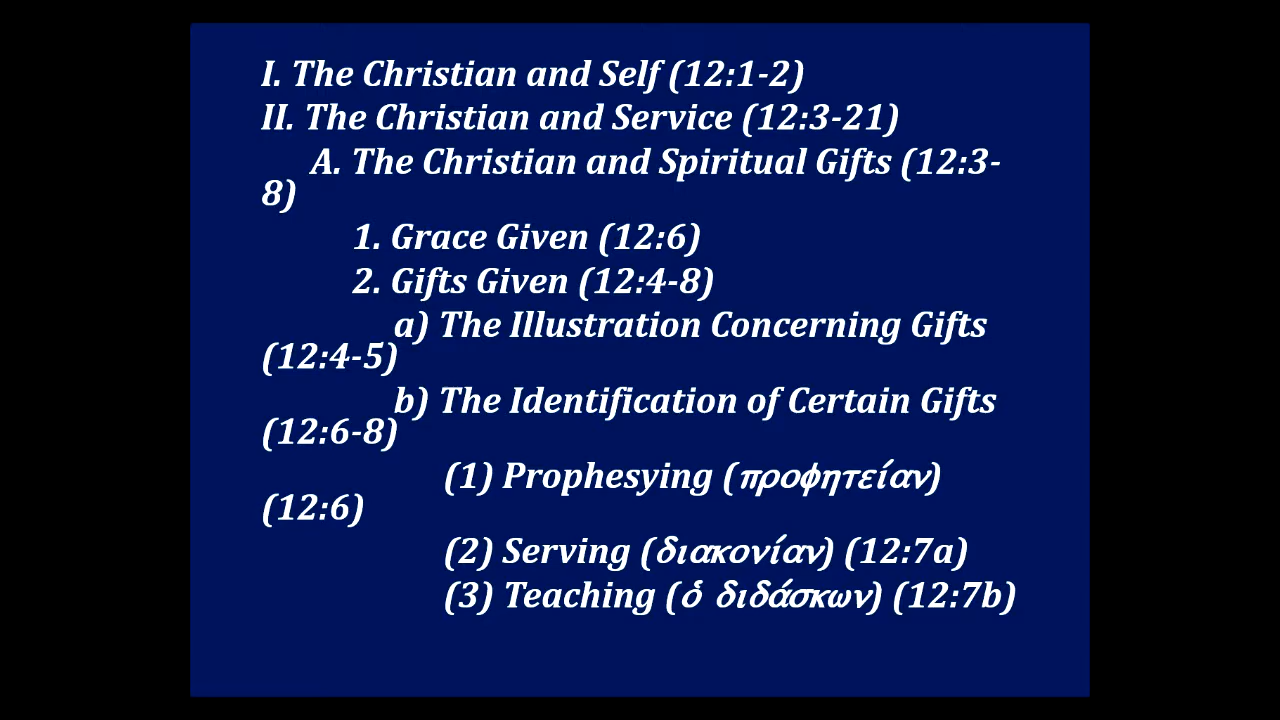 I. The Christian and Self (12:1-2)
II. The Christian and Service (12:3-21)
A. The Christian and Spiritual Gifts (12:3-
8)
1. Grace Given (12:6)
2. Gifts Given (12:4-8)
a) The Illustration Concerning Gifts
(12:4-5)
b) The Identification of Certain Gifts
(12:6-8)
(1) Prophesying (προφητείαν)
(12:6)
(2) Serving (διακονίαν) (12:7a)
(3) Teaching (ὁ διδάσκων) (12:7b)